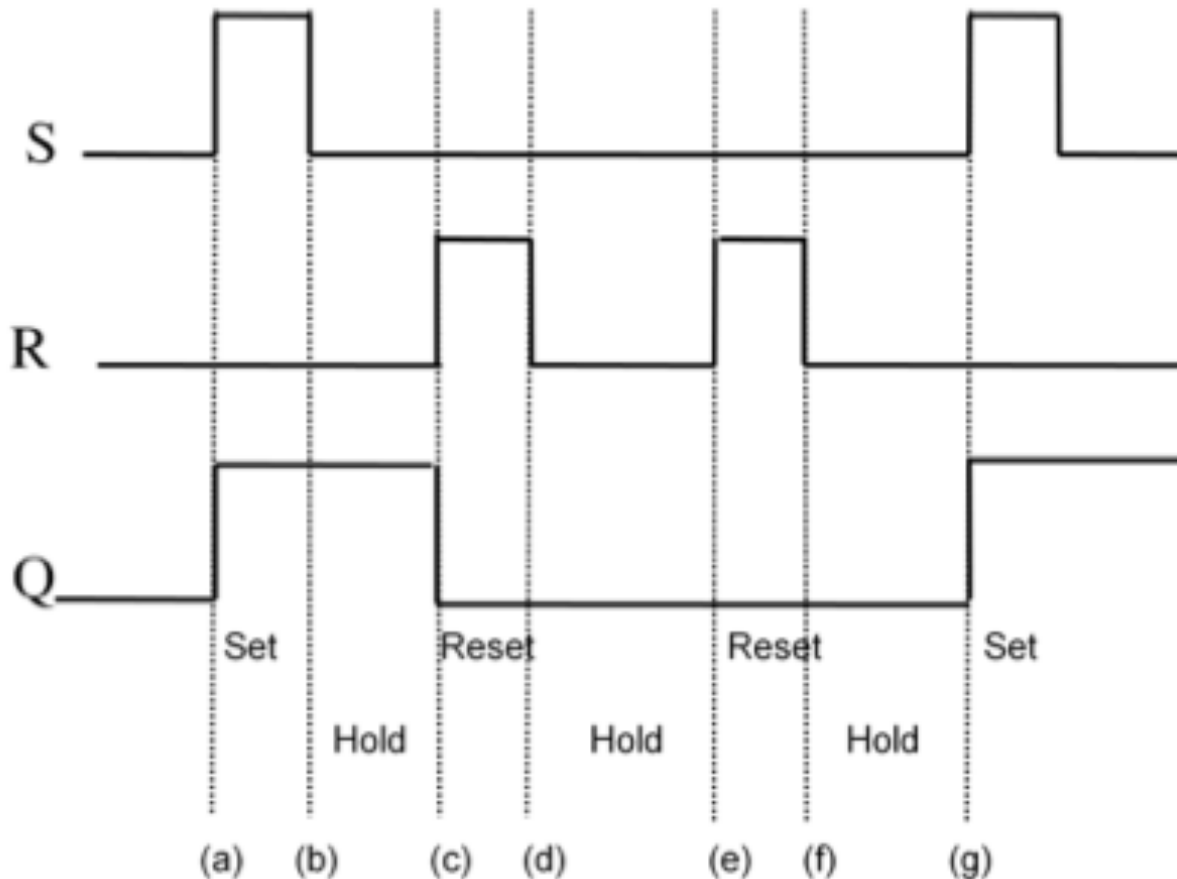 S
R
Q
Set Reset Reset Set
Hold Hold Hold
(a) (b) (c) (d) (e) (f) (g)